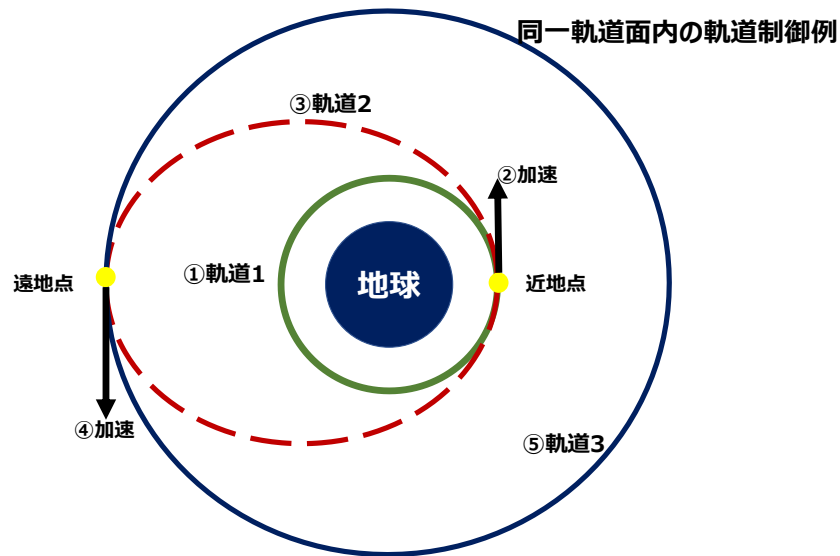 同一軌道面内の軌道制御例
③軌道2
②加速
①軌道1
地球
遠地点
近地点
④加速
⑤軌道3